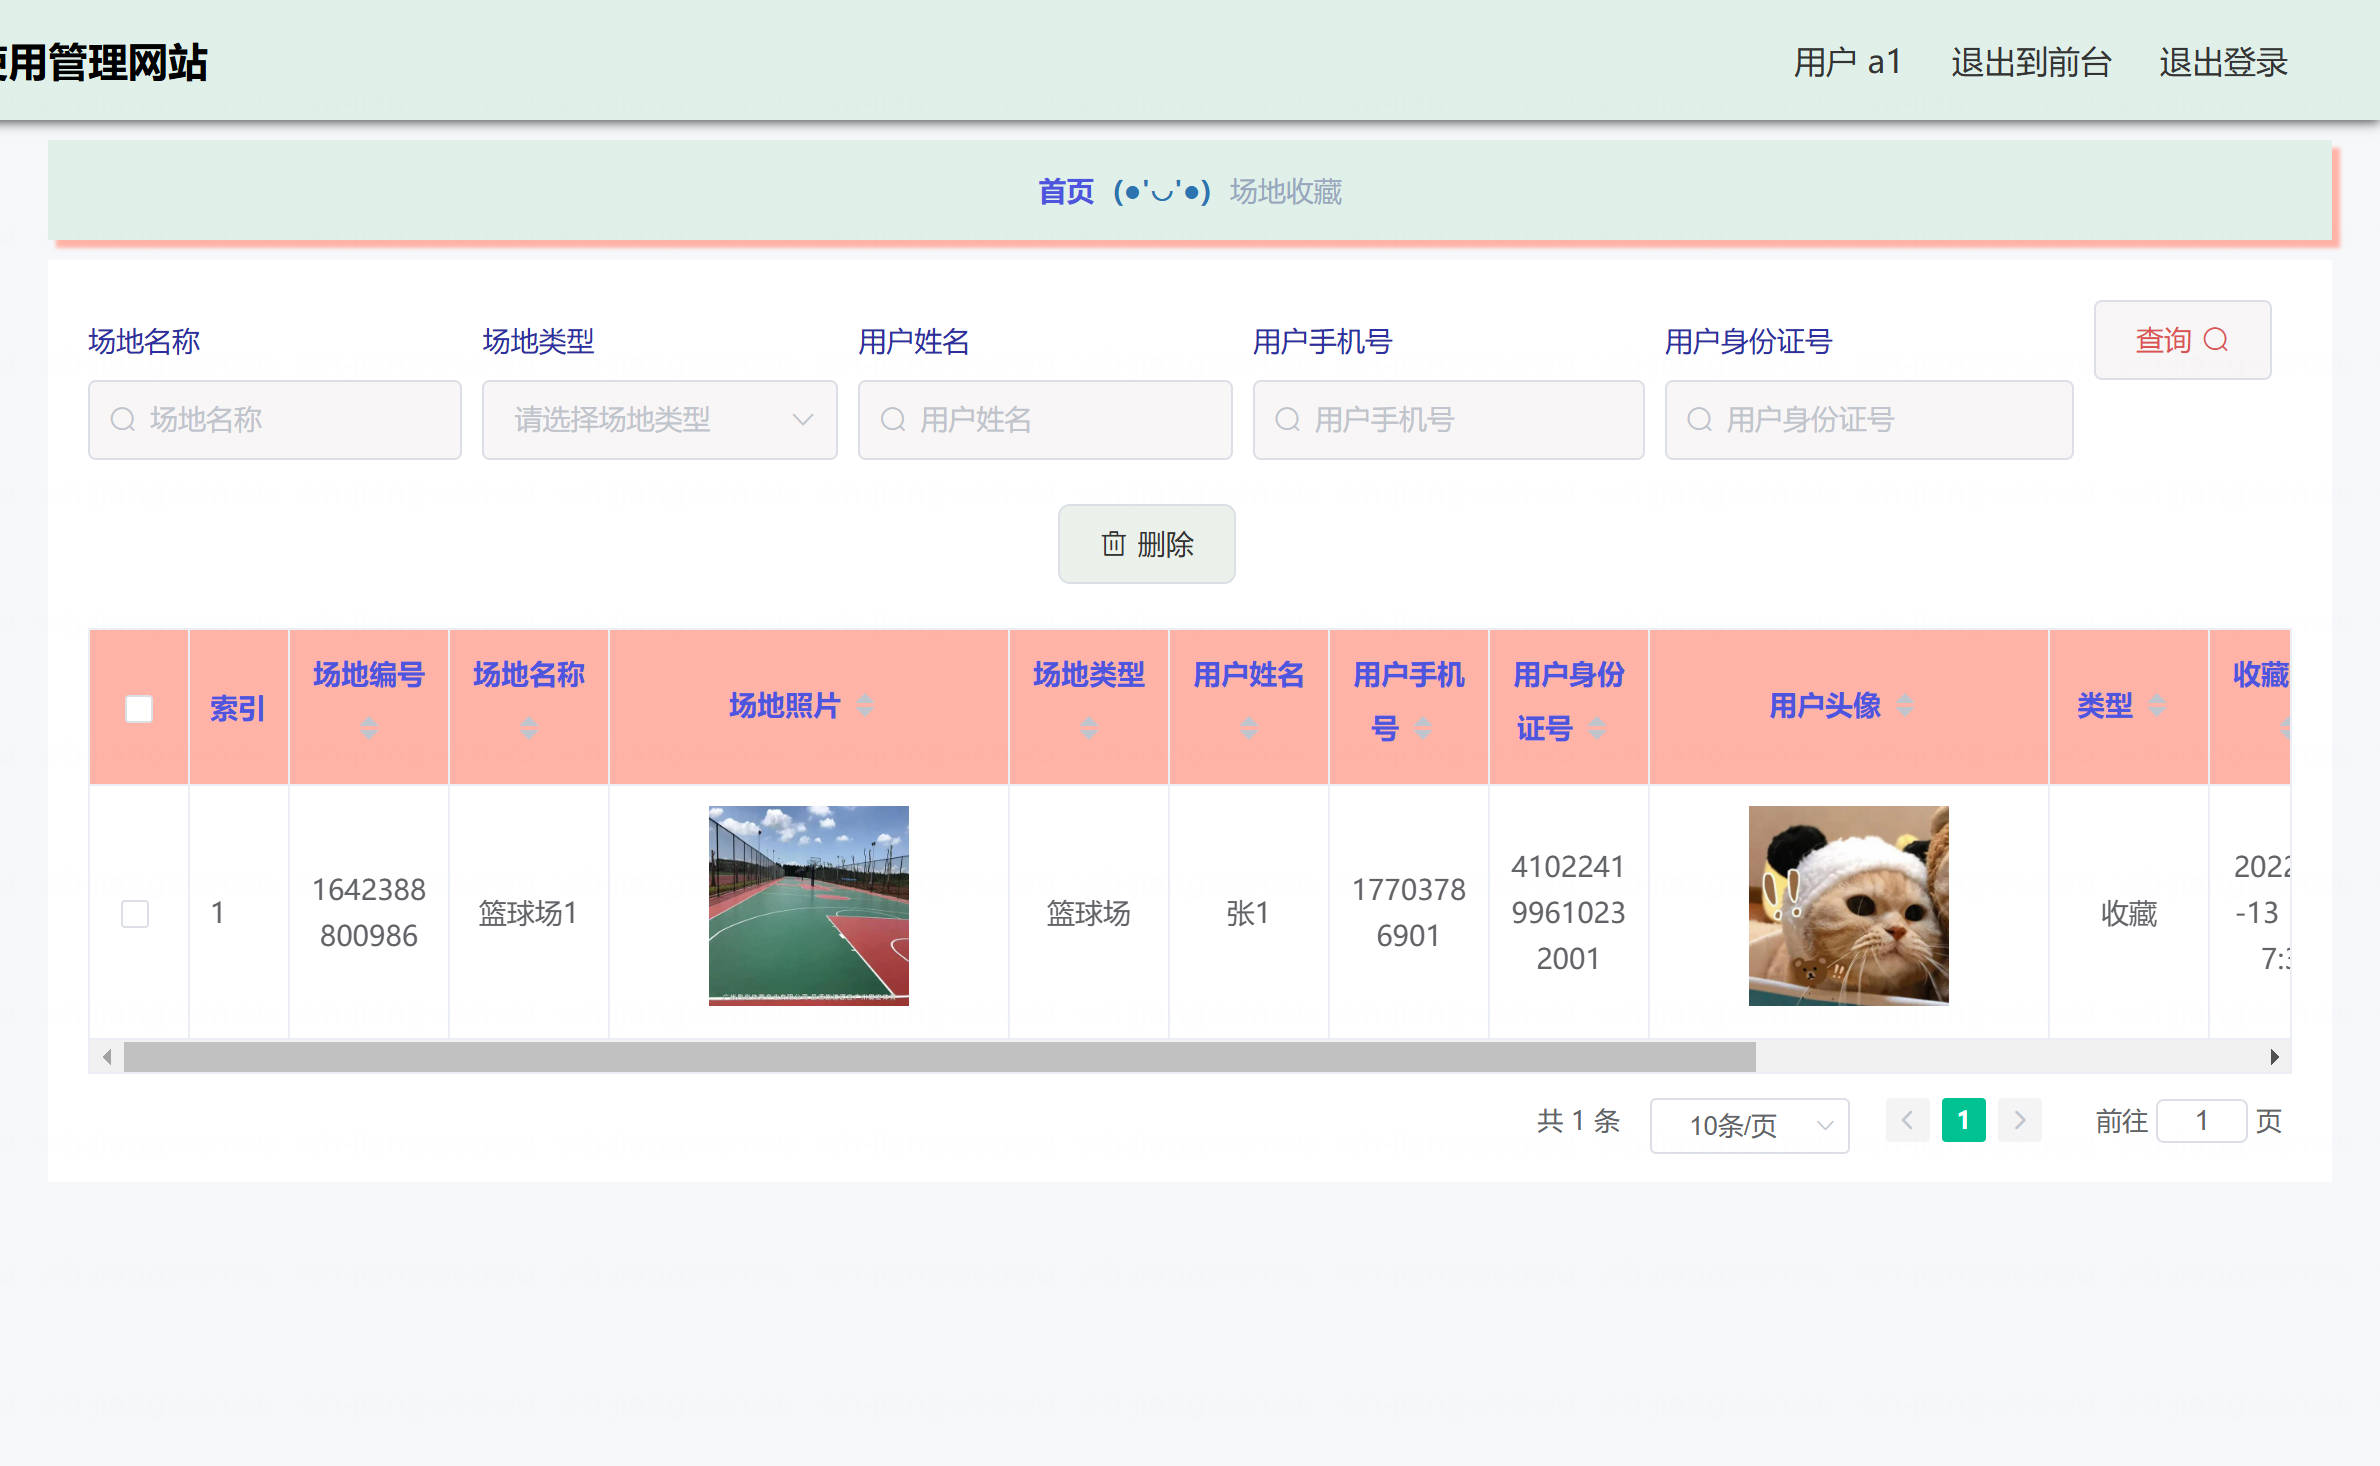 使用管理网站
用户 a1 退出到前台 退出登录
首页 (●'◡'●) 场地收藏
场地名称 场地类型 用户姓名 用户手机号 用户身份证号 查询
场地名称 请选择场地类型 用户姓名 用户手机号 用户身份证号
删除
索引 场地编号 场地名称 场地照片 场地类型 用户姓名 用户手机号 用户身份证号 用户头像 类型 收藏
1 1642388800986 篮球场1 篮球场 张1 17703786901 410224199610232001 收藏 2022-13 7:
共 1 条 10条/页 1 前往 1 页